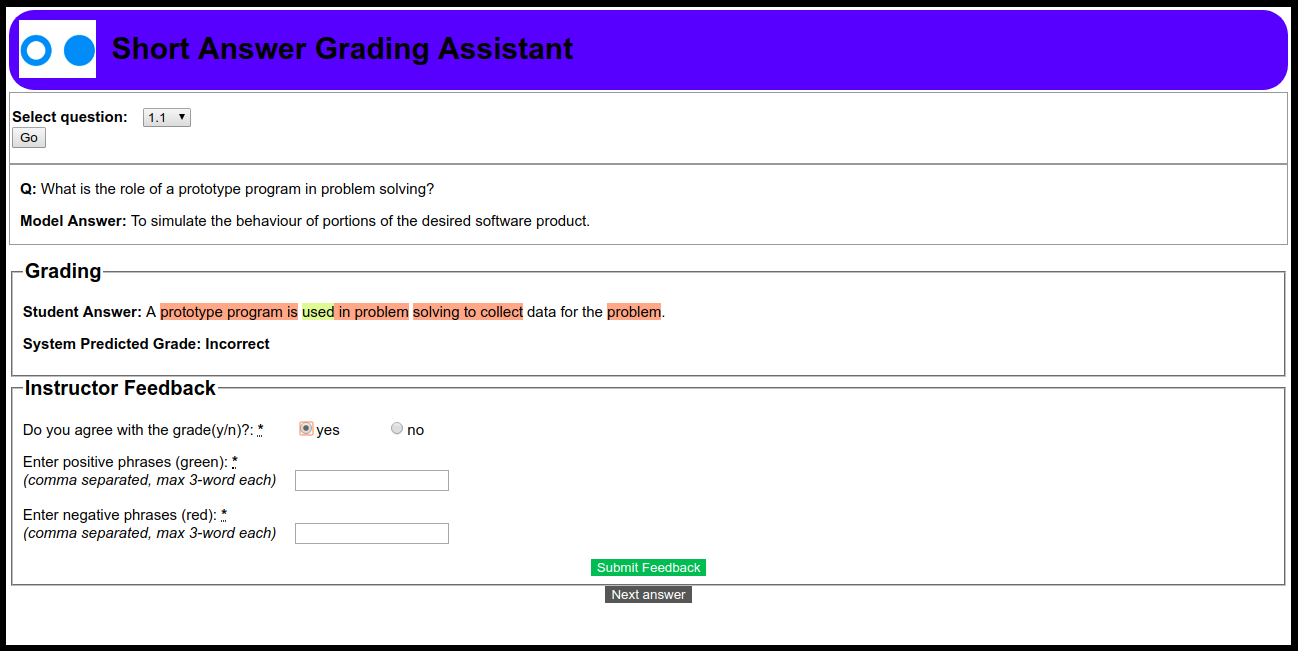 Short Answer Grading Assistant
Select question: 1.1
Go
Q: What is the role of a prototype program in problem solving?
Model Answer: To simulate the behaviour of portions of the desired software product.
Grading
Student Answer: A prototype program is used in problem solving to collect data for the problem.
System Predicted Grade: Incorrect
Instructor Feedback
Do you agree with the grade(y/n)?: * yes no
Enter positive phrases (green): *
(comma separated, max 3-word each)
Enter negative phrases (red): *
(comma separated, max 3-word each)
Submit Feedback
Next answer